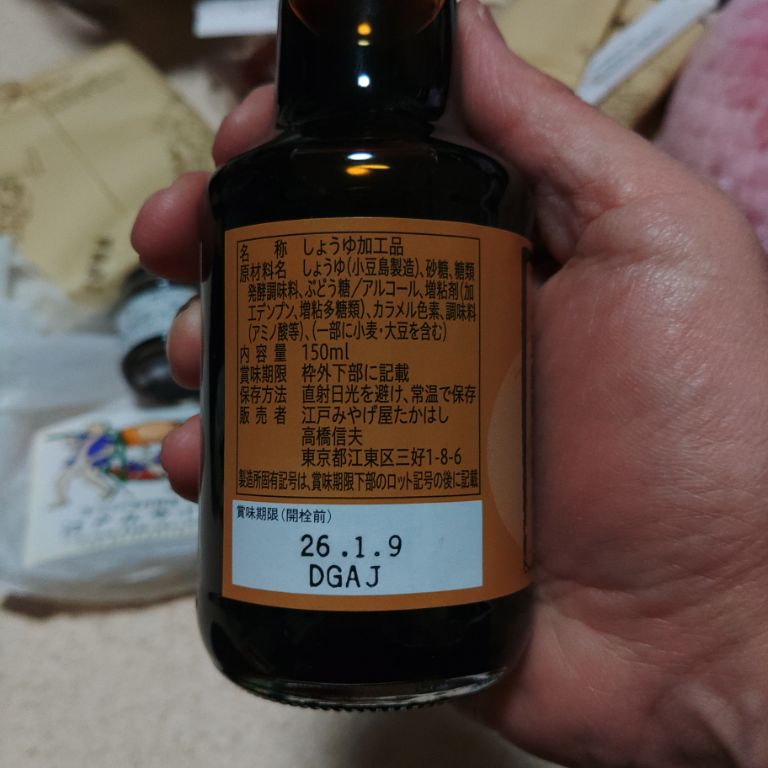 名称 しょうゆ加工品
原材料名 しょうゆ(小豆島製造)、砂糖、糖類
発酵調味料、ぶどう糖/アルコール、増粘剤(加
工デンプン、増粘多糖類)、カラメル色素、調味料
(アミノ酸等)、(一部に小麦・大豆を含む)
内容量 150ml
賞味期限 枠外下部に記載
保存方法 直射日光を避け、常温で保存
販売者 江戸みやげ屋たかはし
高橋信夫
東京都江東区三好1-8-6
製造所固有記号は、賞味期限下部のロット記号の後に記載
賞味期限(開栓前)
26.1.9
DGAJ